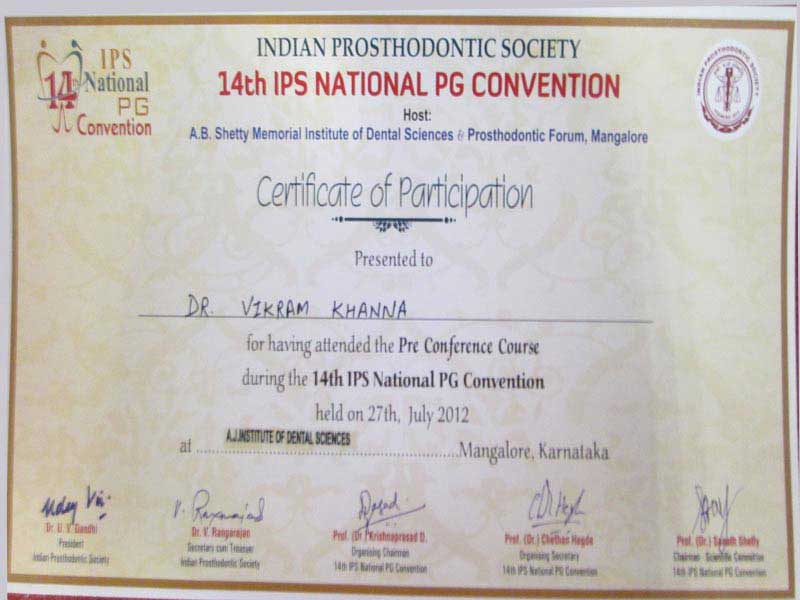 IPS
14th National
PG
Convention
INDIAN PROSTHODONTIC SOCIETY
14th IPS NATIONAL PG CONVENTION
Host:
A.B. Shetty Memorial Institute of Dental Sciences & Prosthodontic Forum, Mangalore
INDIAN PROSTHODONTIC SOCIETY
Certificate of Participation
Presented to
DR. VIKRAM KHANNA
for having attended the Pre Conference Course
during the 14th IPS National PG Convention
held on 27th, July 2012
at ....A.J.INSTITUTE OF DENTAL SCIENCES....Mangalore, Karnataka
Dr. U. V. Gandhi
President
Indian Prosthodontic Society
V. Rangarajan
Dr. V. Rangarajan
Secretary cum Treasurer
Indian Prosthodontic Society
Prof. (Dr.) Krishnaprasad D.
Organising Chairman
14th IPS National PG Convention
Prof. (Dr.) Chethan Hegde
Organising Secretary
14th IPS National PG Convention
Prof. (Dr.) Shetty
Chairman - Scientific Committee
14th IPS National PG Convention